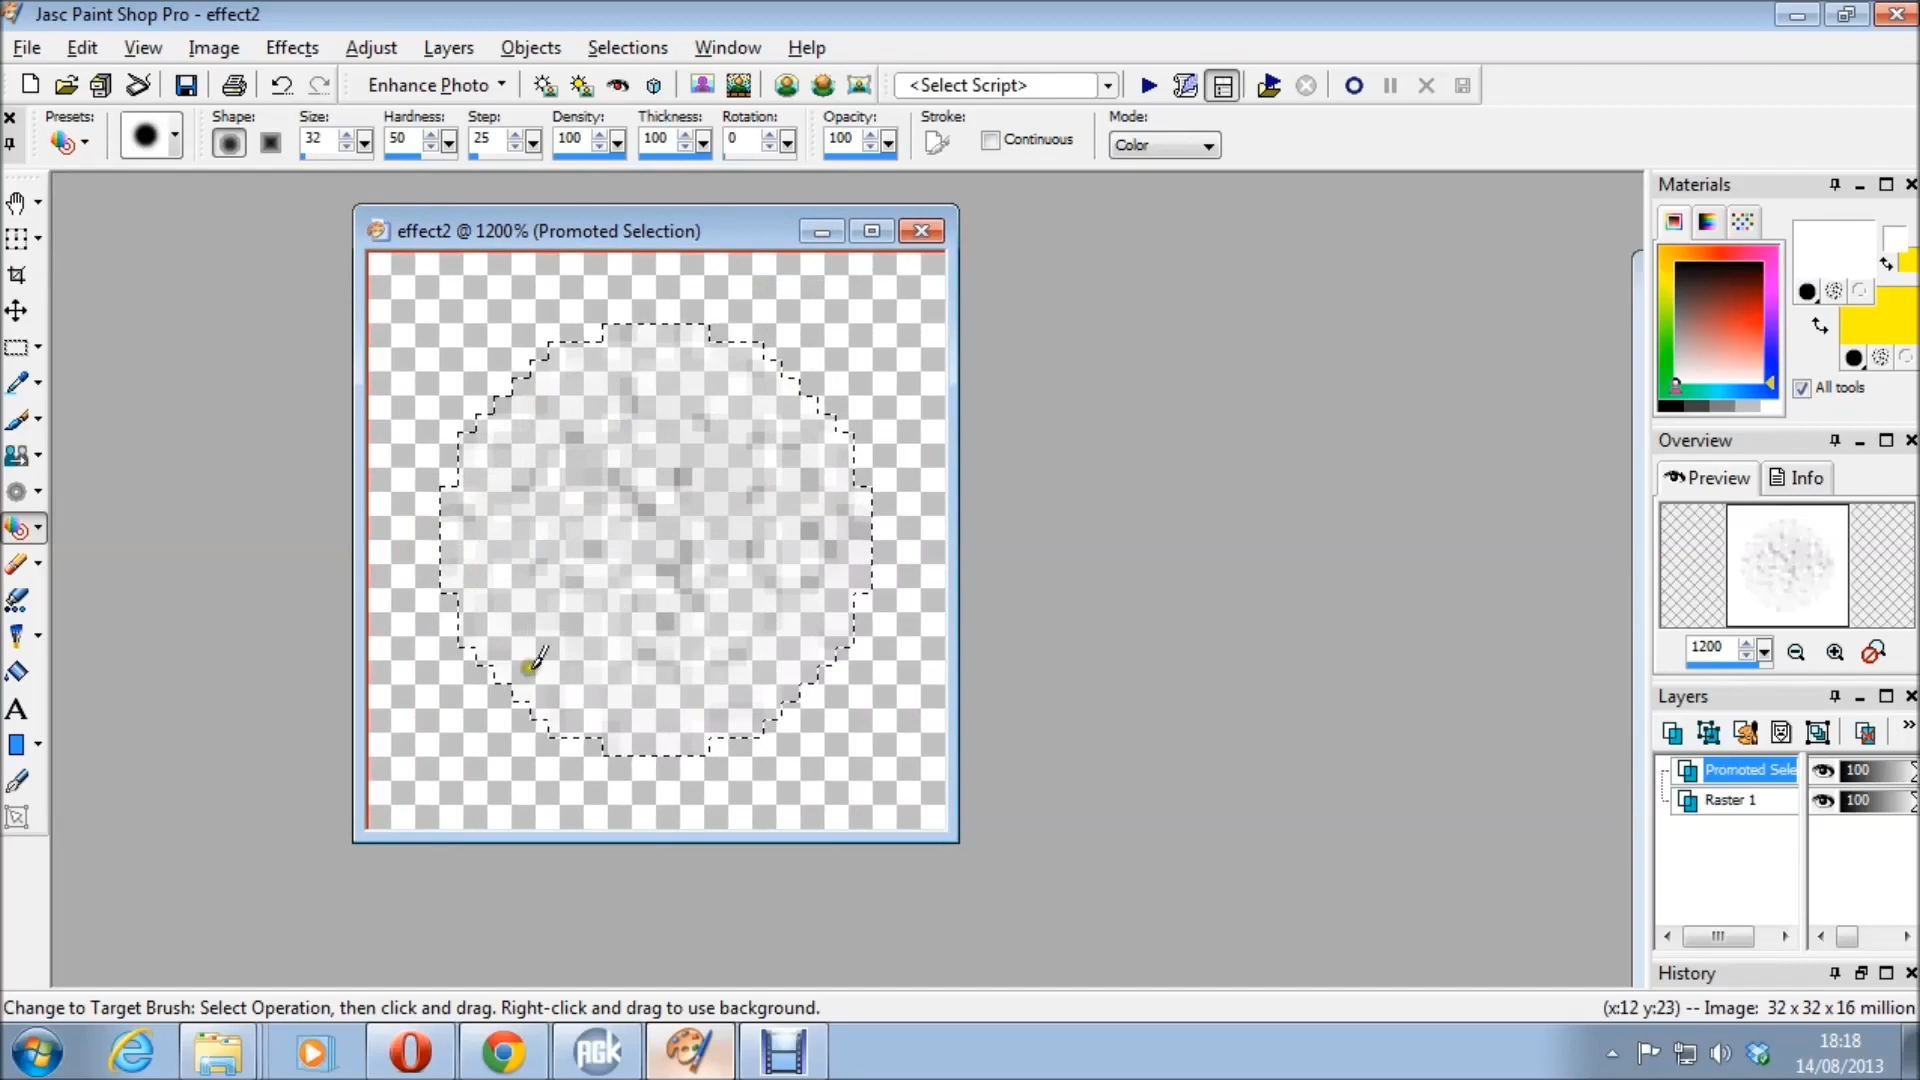 Jasc Paint Shop Pro - effect2
File Edit View Image Effects Adjust Layers Objects Selections Window Help
Enhance Photo <Select Script>
Presets: Shape: Size: Hardness: Step: Density: Thickness: Rotation: Opacity: Stroke: Mode:
32 50 25 100 100 0 100 Continuous Color
Materials
effect2 @ 1200% (Promoted Selection)
All tools
Overview
Preview Info
1200
Layers
Promoted Sele 100
Raster 1 100
History
Change to Target Brush: Select Operation, then click and drag. Right-click and drag to use background.
(x:12 y:23) -- Image: 32 x 32 x 16 million
AGK
18:18
14/08/2013